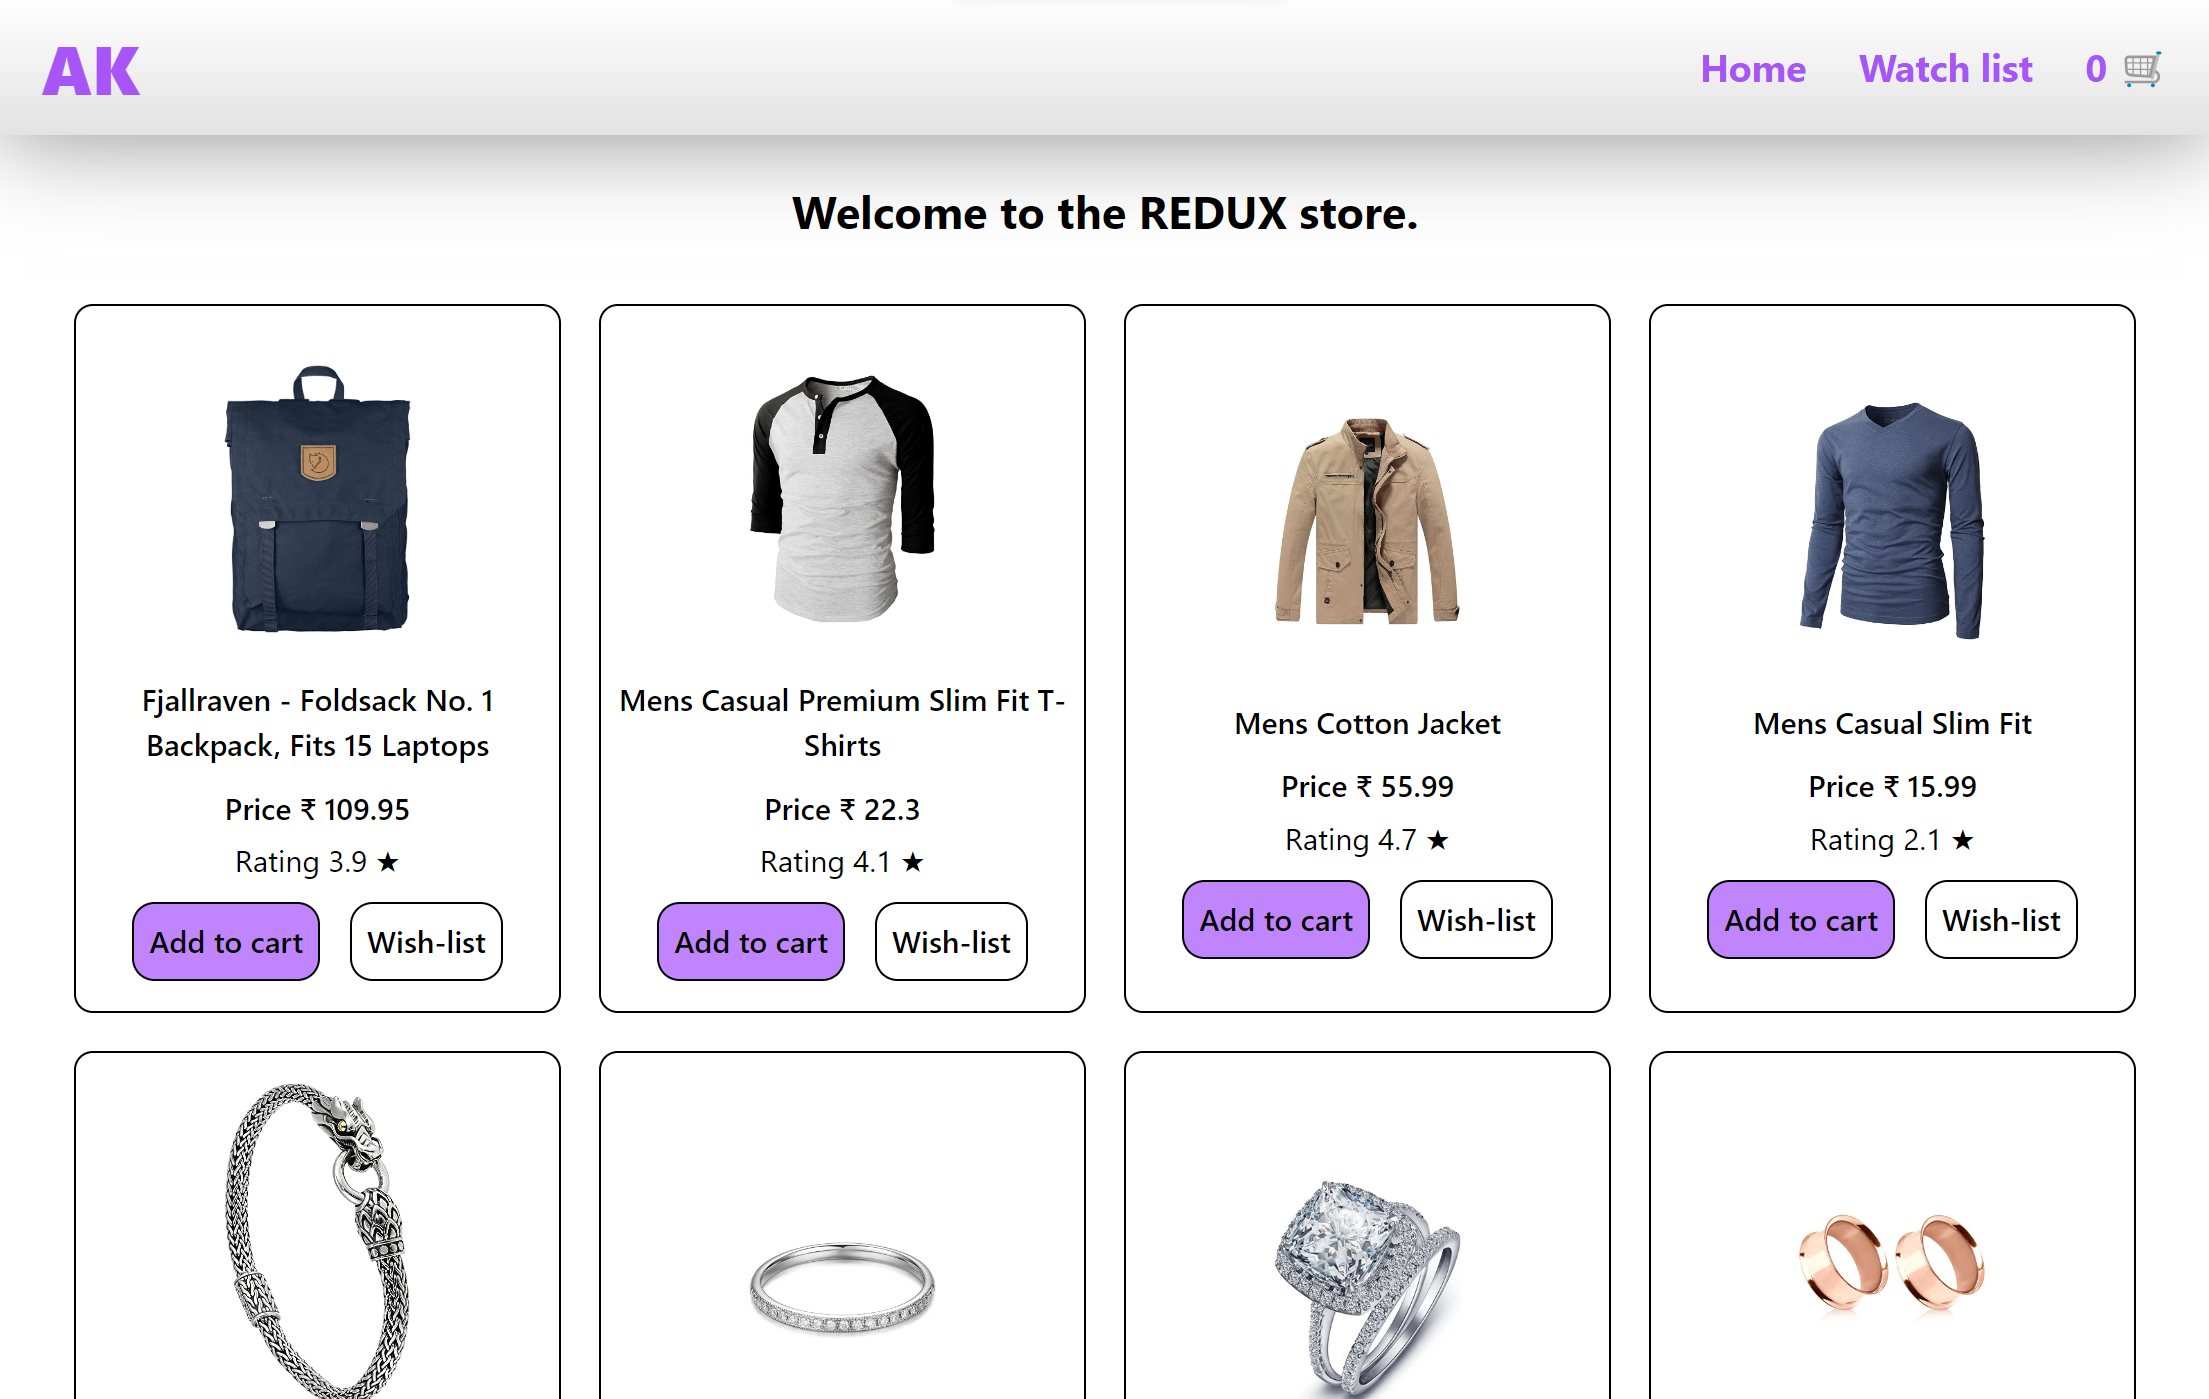 AK
Home Watch list 0
Welcome to the REDUX store.
Fjallraven - Foldsack No. 1
Backpack, Fits 15 Laptops
Price ₹ 109.95
Rating 3.9 ★
Add to cart Wish-list
Mens Casual Premium Slim Fit T-
Shirts
Price ₹ 22.3
Rating 4.1 ★
Add to cart Wish-list
Mens Cotton Jacket
Price ₹ 55.99
Rating 4.7 ★
Add to cart Wish-list
Mens Casual Slim Fit
Price ₹ 15.99
Rating 2.1 ★
Add to cart Wish-list